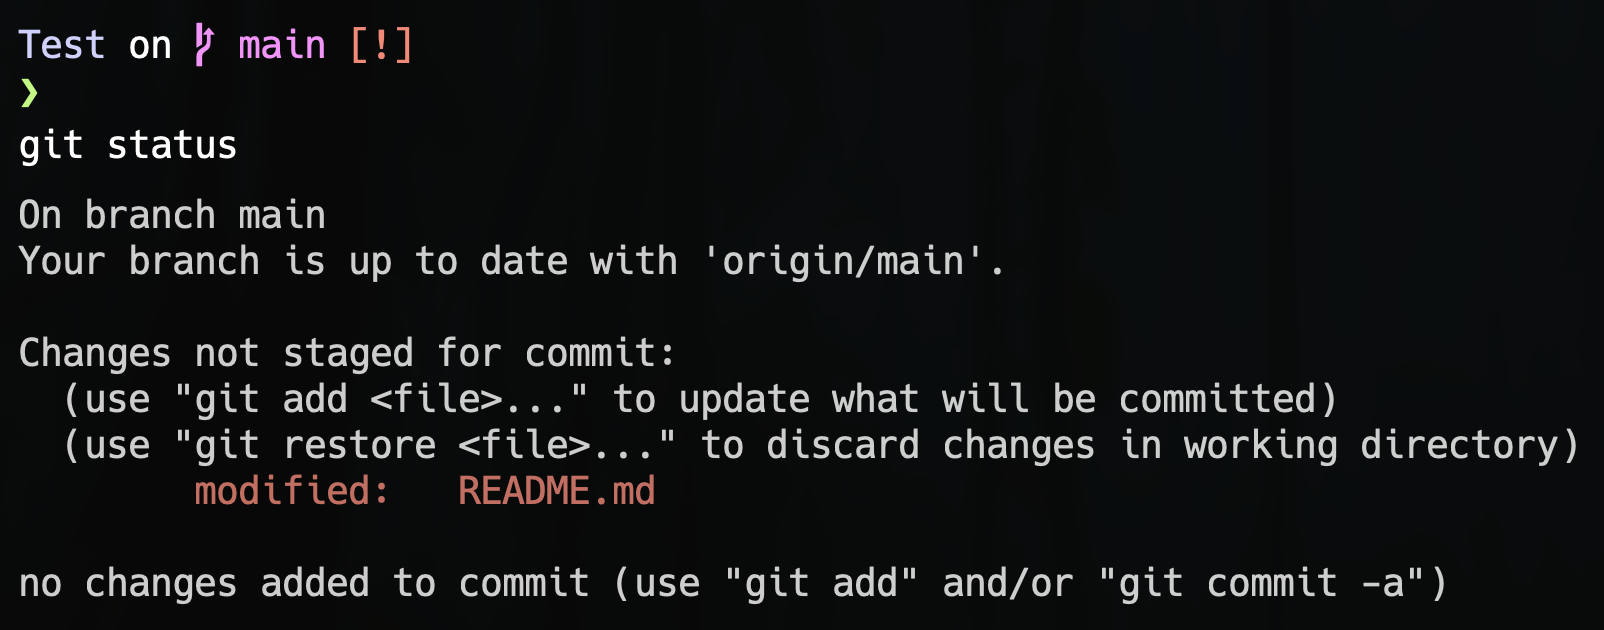 Test on main [!]
❯
git status
On branch main
Your branch is up to date with 'origin/main'.
Changes not staged for commit:
  (use "git add <file>..." to update what will be committed)
  (use "git restore <file>..." to discard changes in working directory)
        modified:   README.md
no changes added to commit (use "git add" and/or "git commit -a")